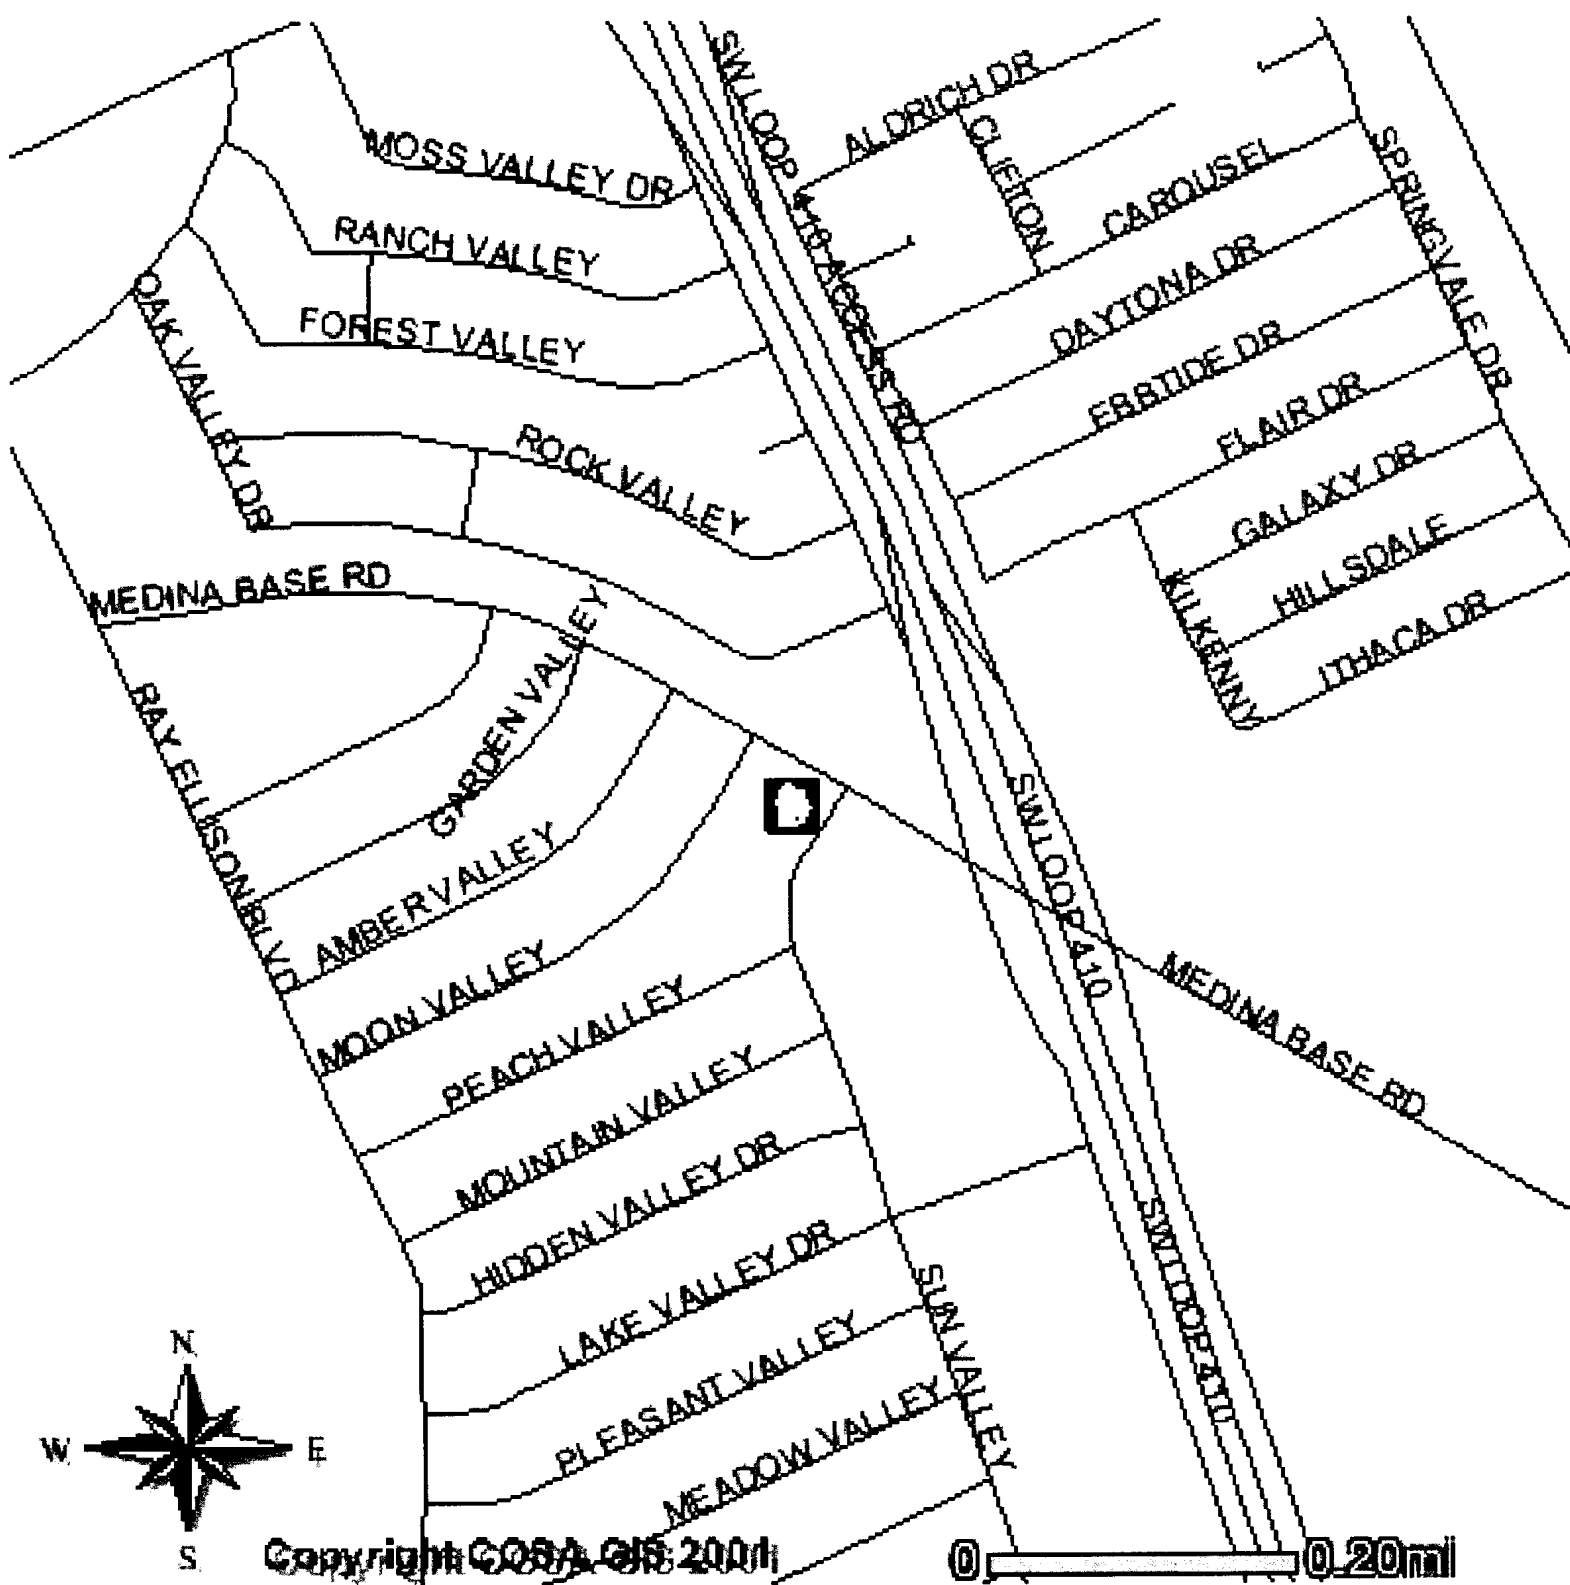 SW LOOP 410 ACCESS RD
ALDRICH DR
CLIFTON
MOSS VALLEY DR
CAROUSEL
SPRINGVALE DR
RANCH VALLEY
DAYTONA DR
OAK VALLEY DR
FOREST VALLEY
EBBTIDE DR
FLAIR DR
ROCK VALLEY
GALAXY DR
HILLSDALE
MEDINA BASE RD
KILKENNY
ITHACA DR
GARDEN VALLEY
RAY ELLISON BLVD
SW LOOP 410
AMBER VALLEY
MOON VALLEY
MEDINA BASE RD
PEACH VALLEY
MOUNTAIN VALLEY
HIDDEN VALLEY DR
SW LOOP 410
LAKE VALLEY DR
SUN VALLEY
PLEASANT VALLEY
MEADOW VALLEY
N
W E
S
Copyright COSA GIS 2001
0 0.20mi